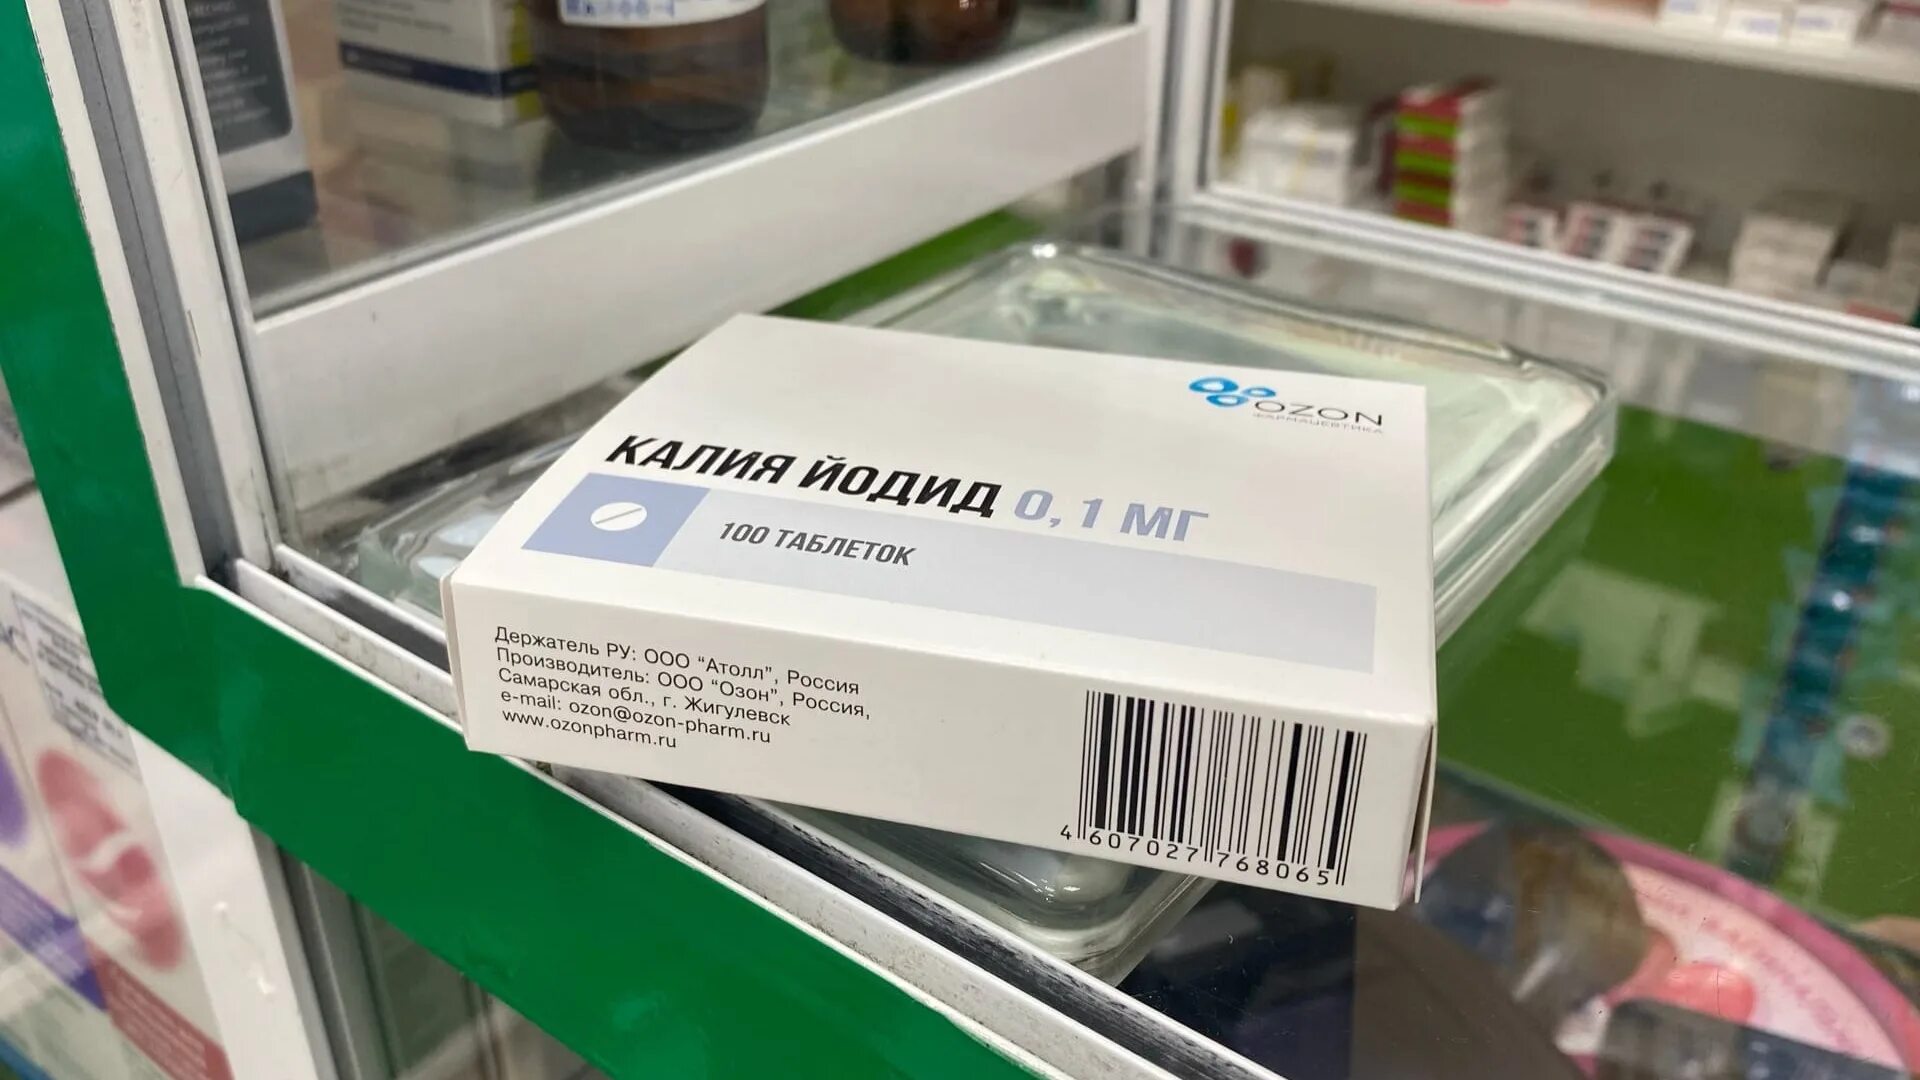 OZON
ФАРМАЦЕВТИКА
КАЛИЯ ЙОДИД 0,1 МГ
100 ТАБЛЕТОК
Держатель РУ: ООО "Атолл", Россия
Производитель: ООО "Озон", Россия,
Самарская обл., г. Жигулевск
e-mail: ozon@ozon-pharm.ru
www.ozonpharm.ru
4 607027 768065